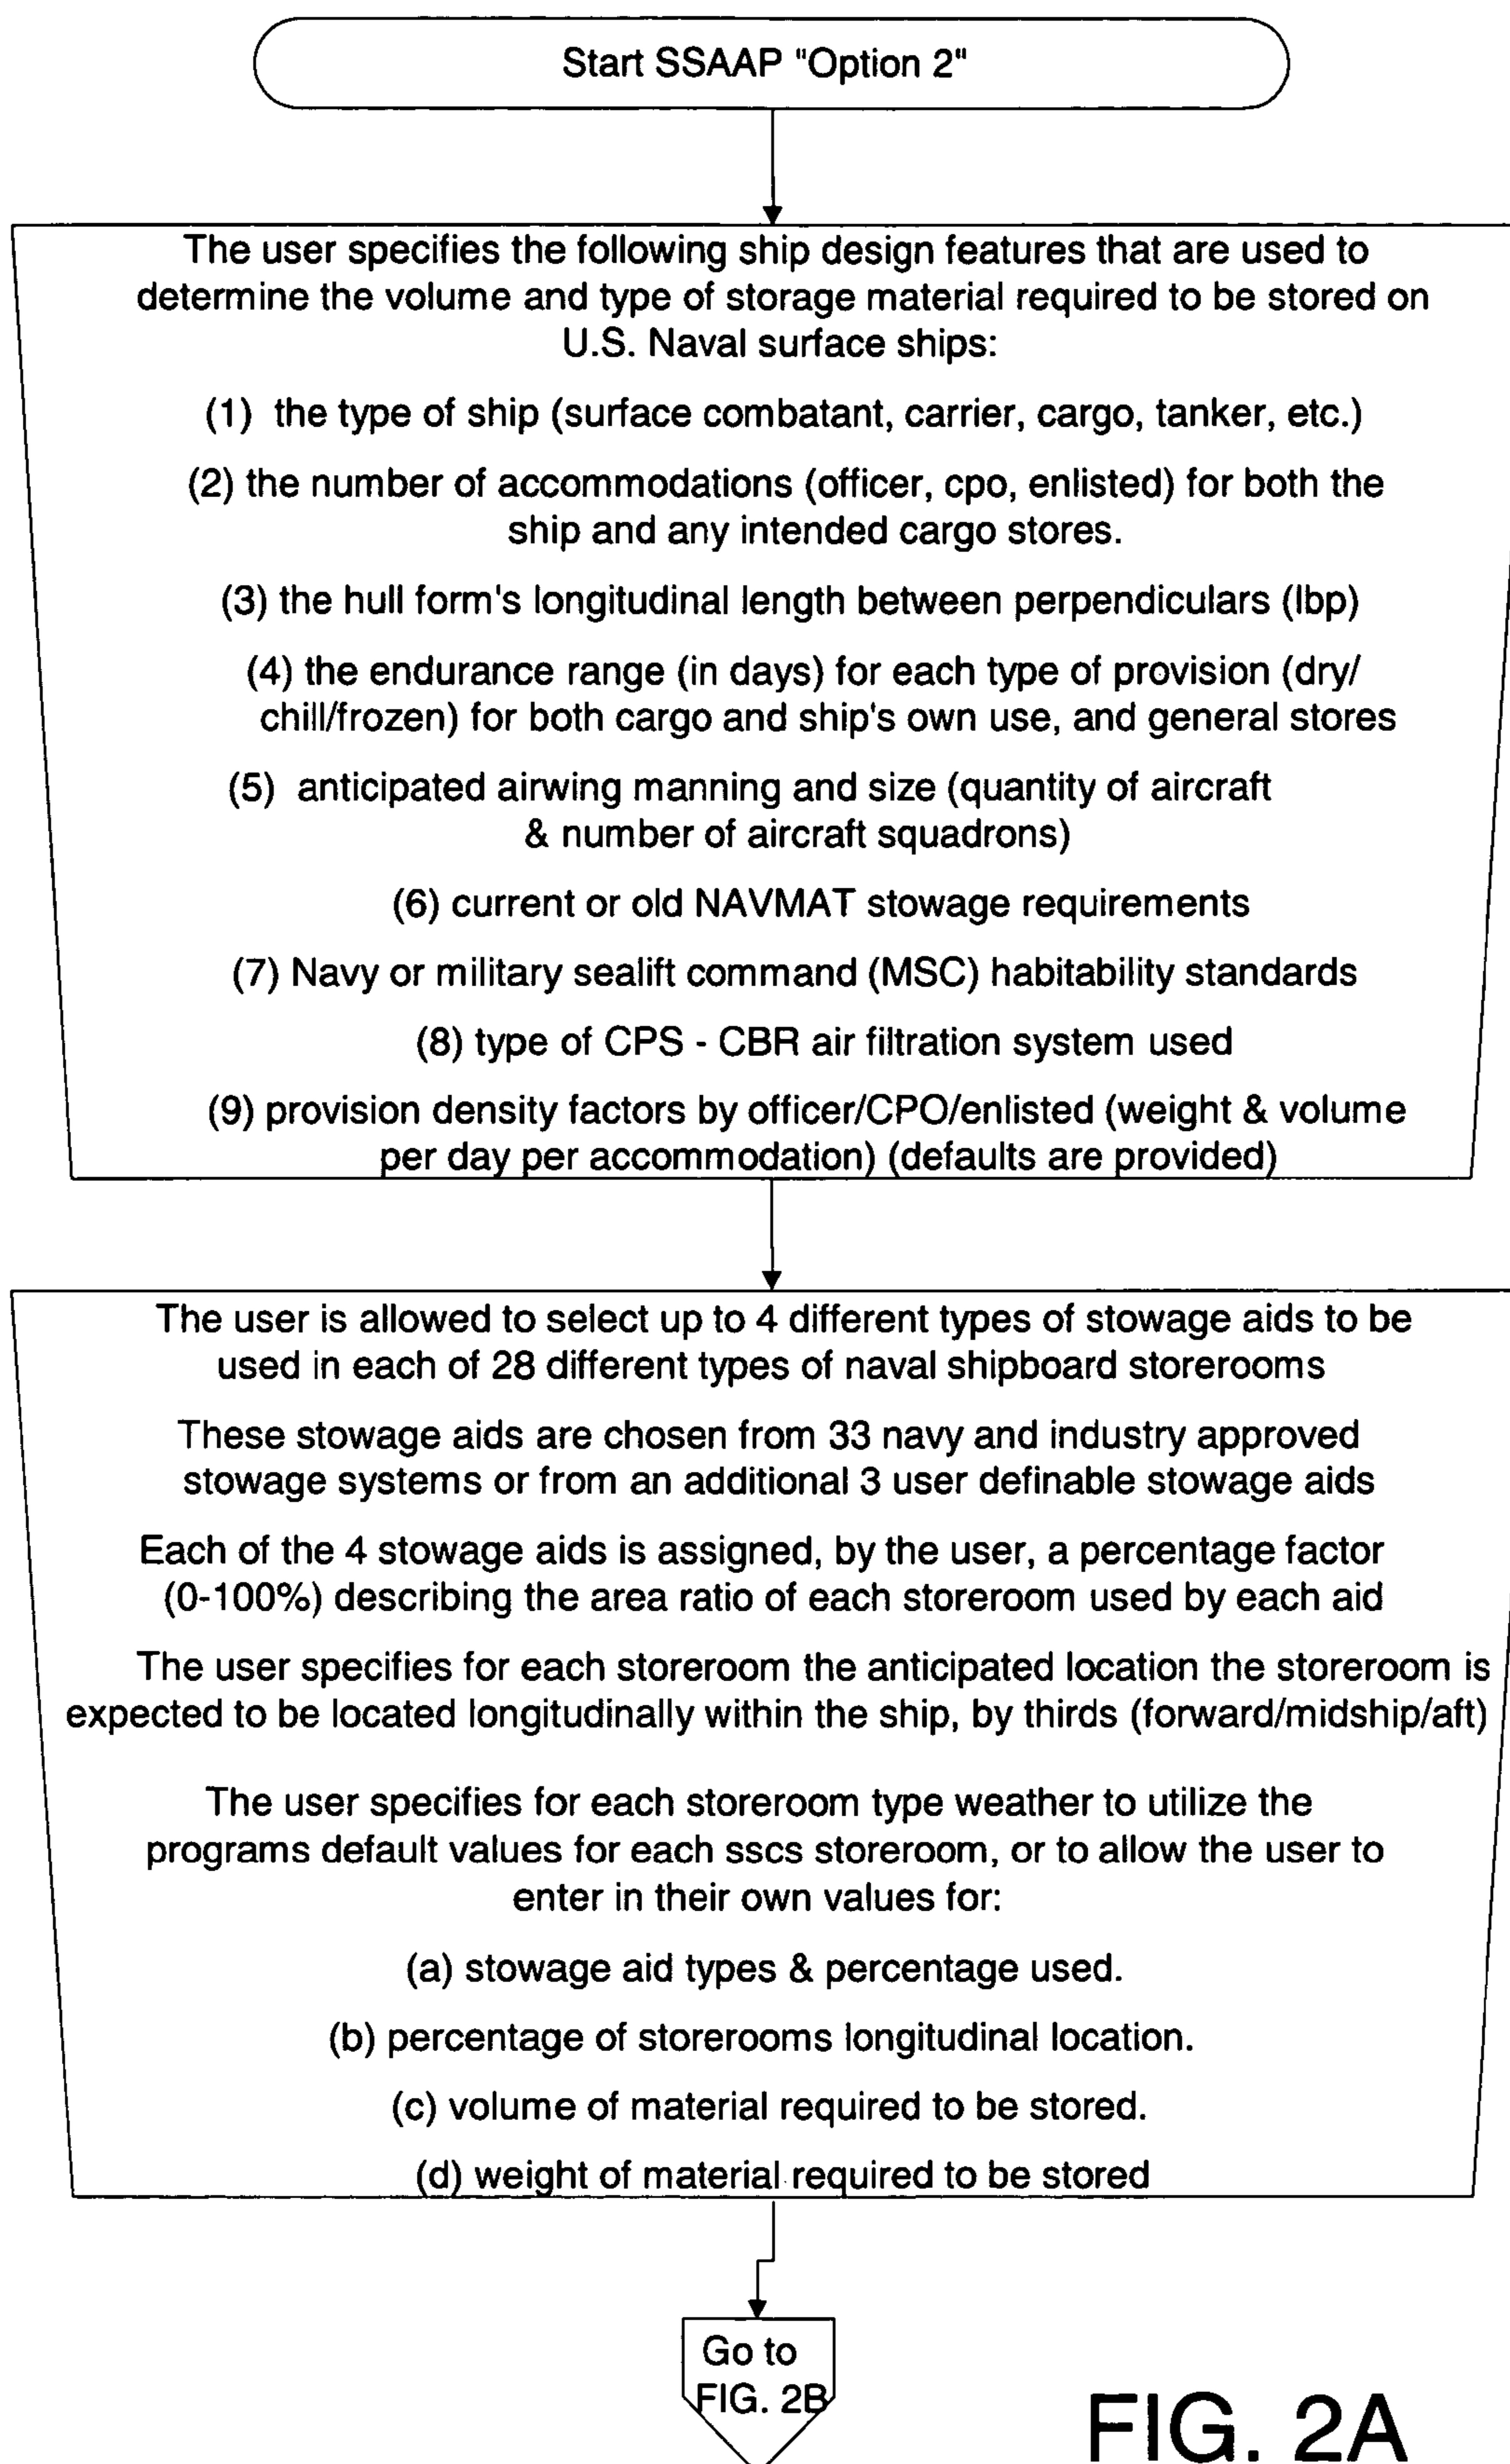 Start SSAAP "Option 2"
The user specifies the following ship design features that are used to
determine the volume and type of storage material required to be stored on
U.S. Naval surface ships:
(1) the type of ship (surface combatant, carrier, cargo, tanker, etc.)
(2) the number of accommodations (officer, cpo, enlisted) for both the
ship and any intended cargo stores.
(3) the hull form's longitudinal length between perpendiculars (lbp)
(4) the endurance range (in days) for each type of provision (dry/
chill/frozen) for both cargo and ship's own use, and general stores
(5) anticipated airwing manning and size (quantity of aircraft
& number of aircraft squadrons)
(6) current or old NAVMAT stowage requirements
(7) Navy or military sealift command (MSC) habitability standards
(8) type of CPS - CBR air filtration system used
(9) provision density factors by officer/CPO/enlisted (weight & volume
per day per accommodation) (defaults are provided)
The user is allowed to select up to 4 different types of stowage aids to be
used in each of 28 different types of naval shipboard storerooms
These stowage aids are chosen from 33 navy and industry approved
stowage systems or from an additional 3 user definable stowage aids
Each of the 4 stowage aids is assigned, by the user, a percentage factor
(0-100%) describing the area ratio of each storeroom used by each aid
The user specifies for each storeroom the anticipated location the storeroom is
expected to be located longitudinally within the ship, by thirds (forward/midship/aft)
The user specifies for each storeroom type weather to utilize the
programs default values for each sscs storeroom, or to allow the user to
enter in their own values for:
(a) stowage aid types & percentage used.
(b) percentage of storerooms longitudinal location.
(c) volume of material required to be stored.
(d) weight of material required to be stored
Go to
FIG. 2B
FIG. 2A